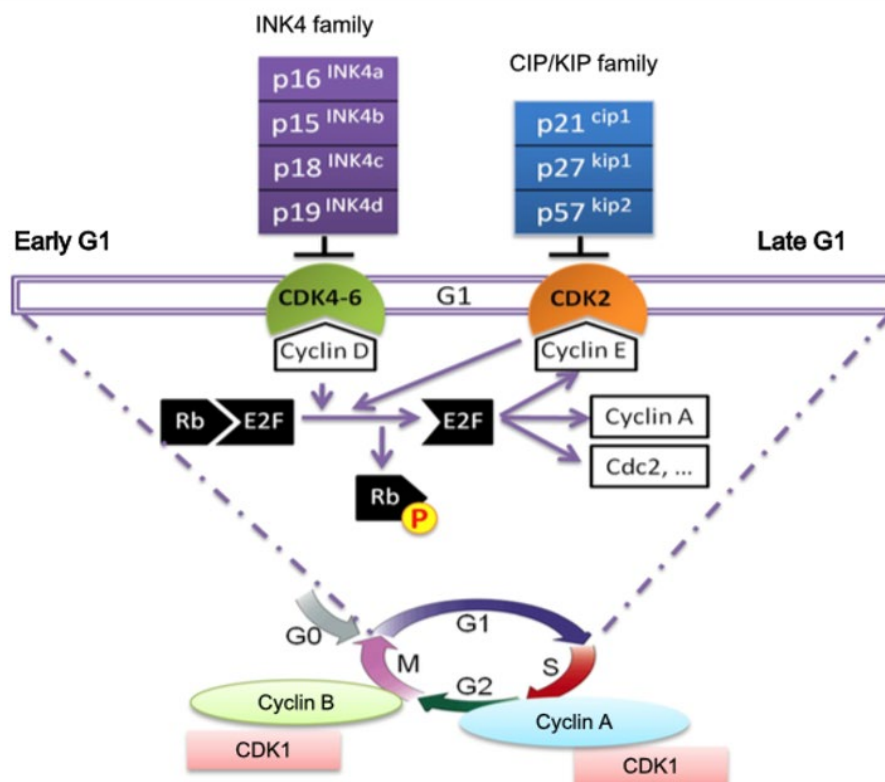 INK4 family
CIP/KIP family
p16 INK4a
p15 INK4b
p18 INK4c
p19 INK4d
p21 cip1
p27 kip1
p57 kip2
Early G1
Late G1
CDK4-6
G1
CDK2
Cyclin D
Cyclin E
Rb
E2F
E2F
Cyclin A
Cdc2, ...
Rb
P
G0
G1
M
S
G2
Cyclin B
Cyclin A
CDK1
CDK1